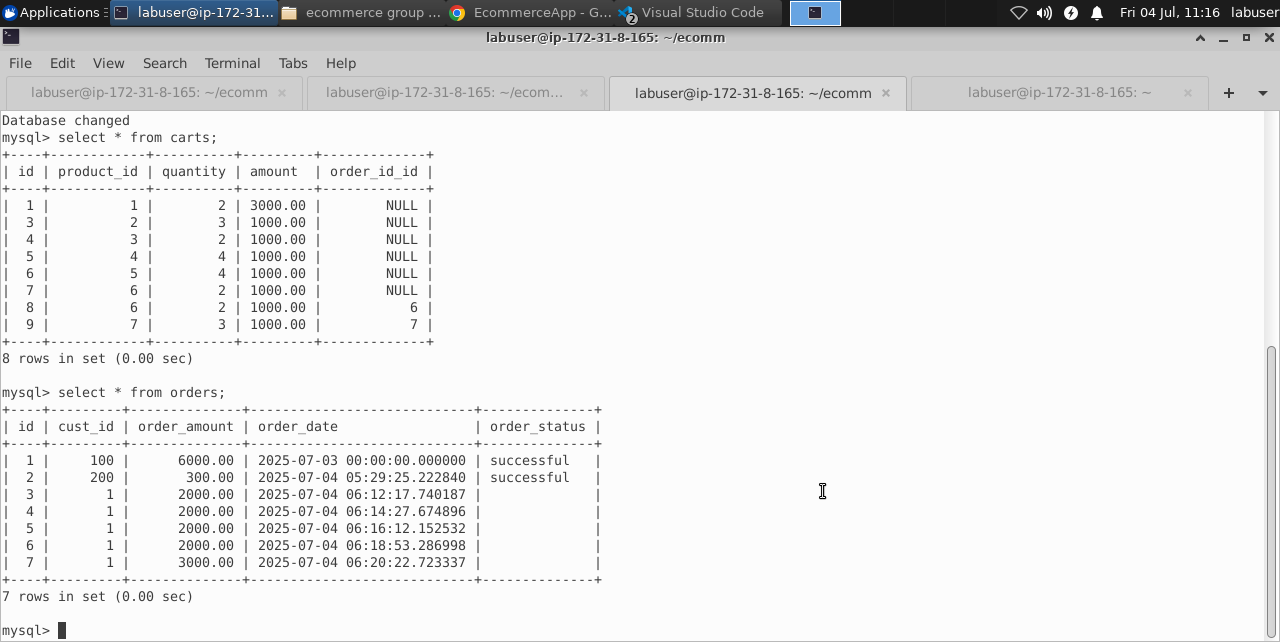 Applications labuser@ip-172-31... ecommerce group ... EcommerceApp - G... 2 Visual Studio Code Fri 04 Jul, 11:16 labuser
labuser@ip-172-31-8-165: ~/ecomm
File Edit View Search Terminal Tabs Help
labuser@ip-172-31-8-165: ~/ecomm labuser@ip-172-31-8-165: ~/ecom... labuser@ip-172-31-8-165: ~/ecomm labuser@ip-172-31-8-165: ~
Database changed
mysql> select * from carts;
+----+------------+----------+---------+-------------+
| id | product_id | quantity | amount  | order_id_id |
+----+------------+----------+---------+-------------+
|  1 |          1 |        2 | 3000.00 |        NULL |
|  3 |          2 |        3 | 1000.00 |        NULL |
|  4 |          3 |        2 | 1000.00 |        NULL |
|  5 |          4 |        4 | 1000.00 |        NULL |
|  6 |          5 |        4 | 1000.00 |        NULL |
|  7 |          6 |        2 | 1000.00 |        NULL |
|  8 |          6 |        2 | 1000.00 |           6 |
|  9 |          7 |        3 | 1000.00 |           7 |
+----+------------+----------+---------+-------------+
8 rows in set (0.00 sec)
mysql> select * from orders;
+----+---------+--------------+----------------------------+--------------+
| id | cust_id | order_amount | order_date                 | order_status |
+----+---------+--------------+----------------------------+--------------+
|  1 |     100 |      6000.00 | 2025-07-03 00:00:00.000000 | successful   |
|  2 |     200 |       300.00 | 2025-07-04 05:29:25.222840 | successful   |
|  3 |       1 |      2000.00 | 2025-07-04 06:12:17.740187 |              |
|  4 |       1 |      2000.00 | 2025-07-04 06:14:27.674896 |              |
|  5 |       1 |      2000.00 | 2025-07-04 06:16:12.152532 |              |
|  6 |       1 |      2000.00 | 2025-07-04 06:18:53.286998 |              |
|  7 |       1 |      3000.00 | 2025-07-04 06:20:22.723337 |              |
+----+---------+--------------+----------------------------+--------------+
7 rows in set (0.00 sec)
mysql>